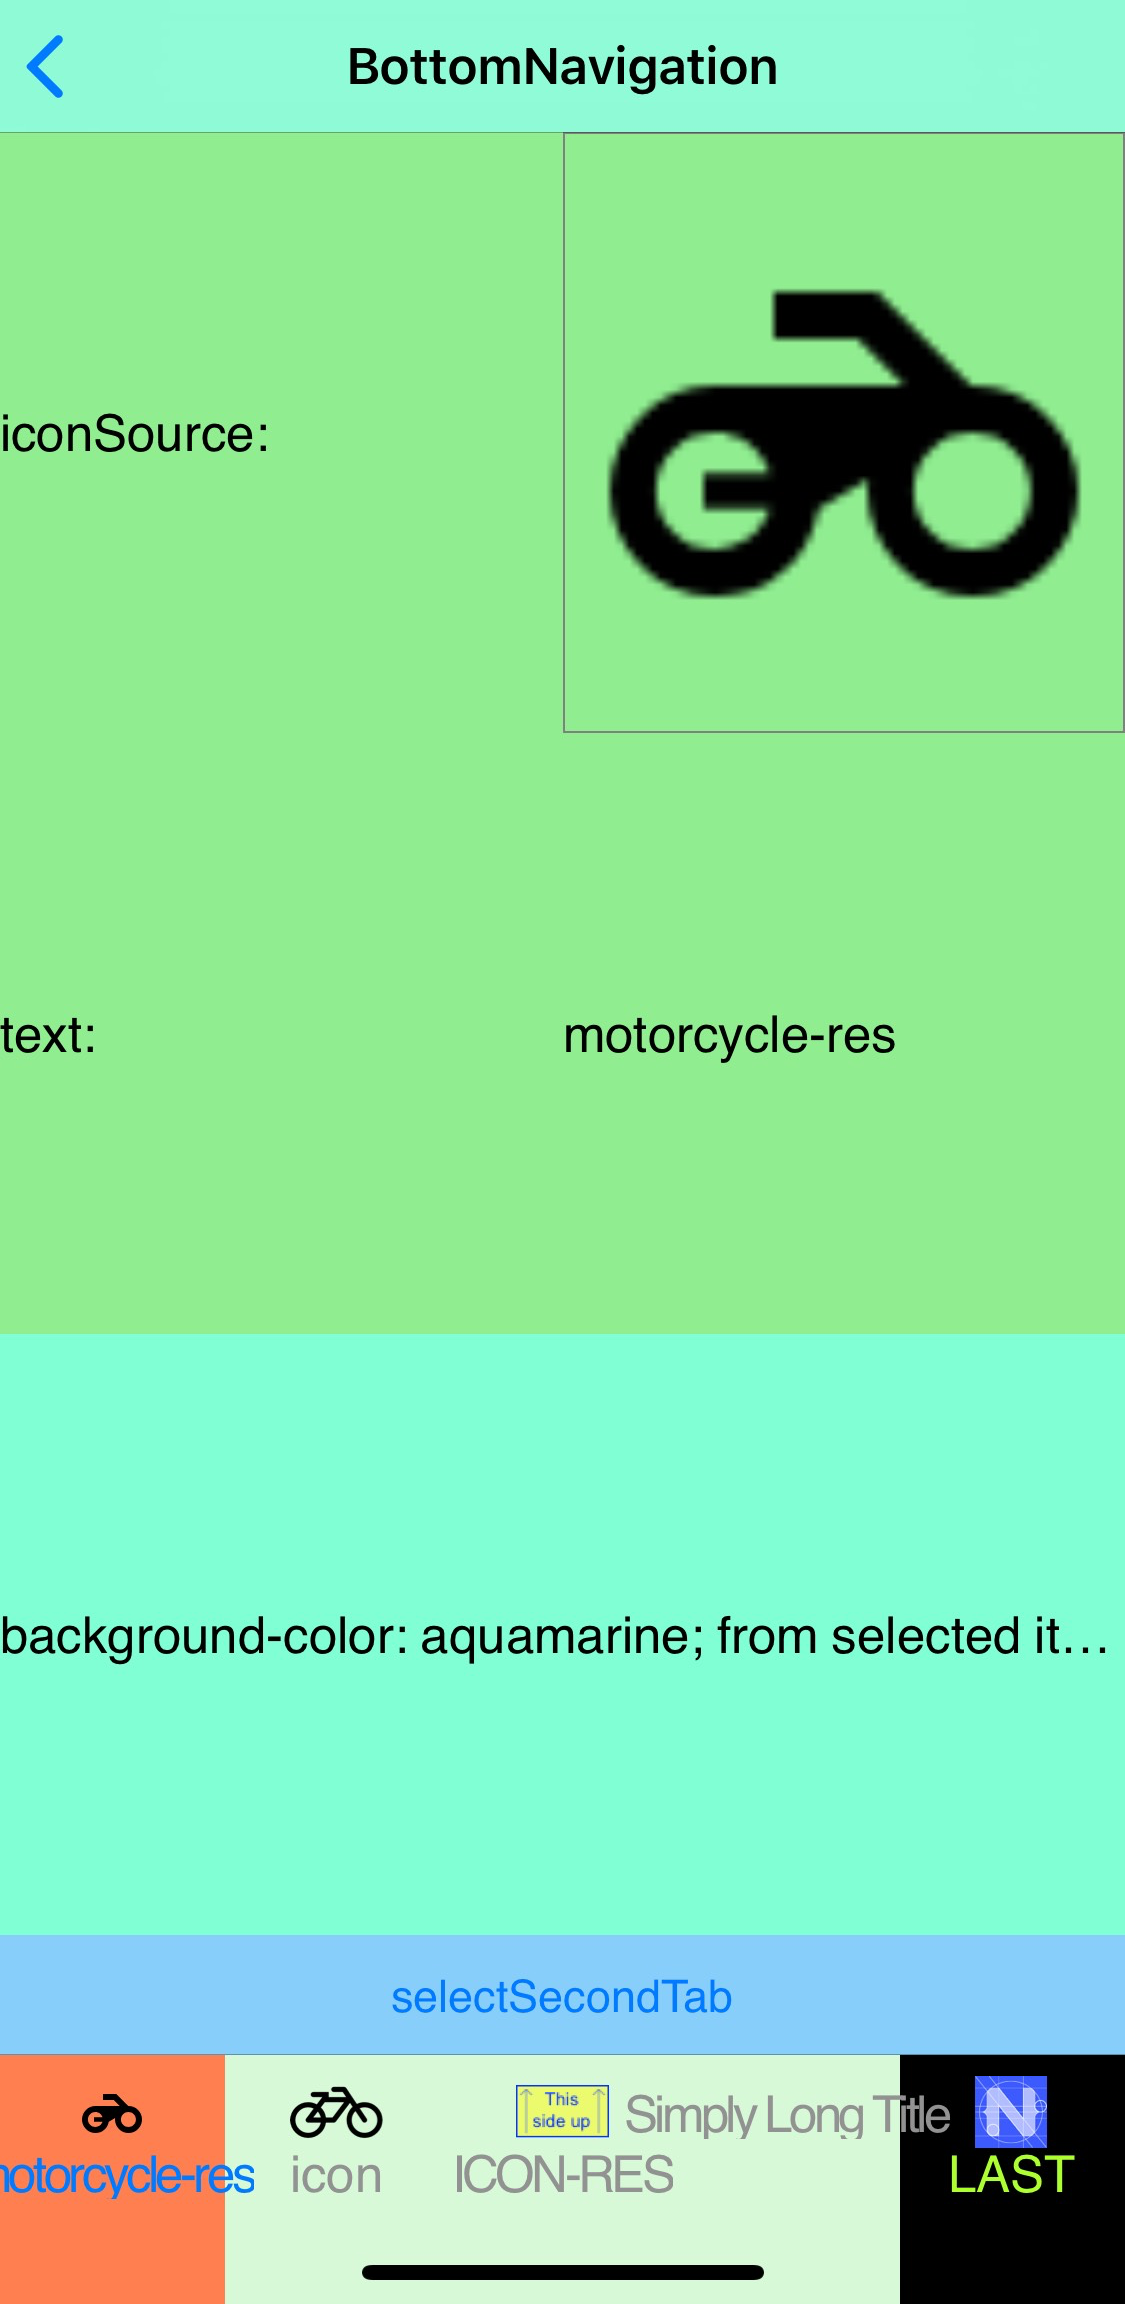 BottomNavigation
iconSource:
text: motorcycle-res
background-color: aquamarine; from selected it…
selectSecondTab
This
side up
Simply Long Title
N
otorcycle-res
icon
ICON-RES
LAST